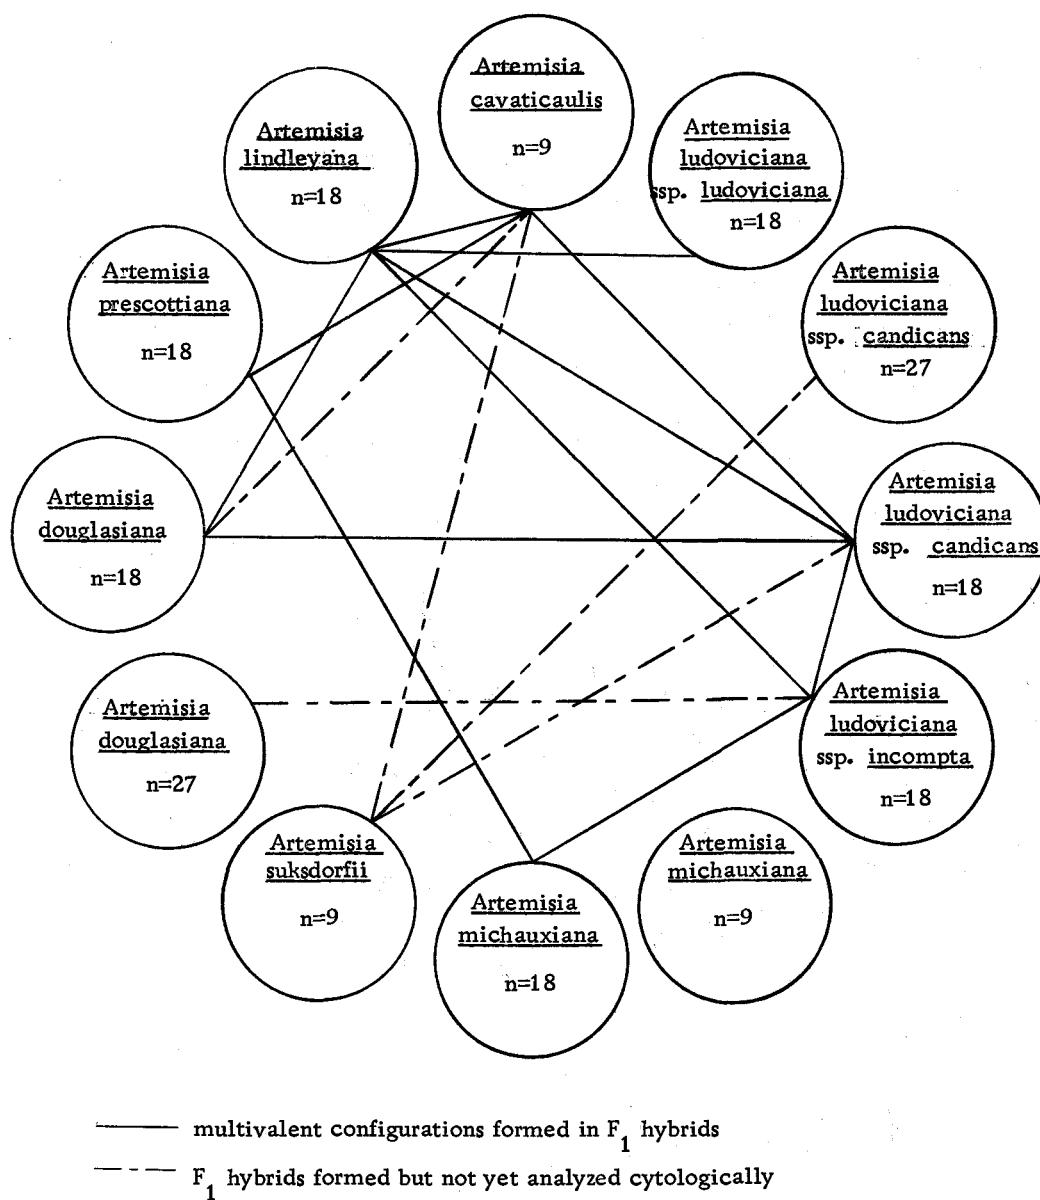 Artemisia
cavaticaulis
n=9
Artemisia
lindleyana
n=18
Artemisia
ludoviciana
ssp. ludoviciana
n=18
Artemisia
prescottiana
n=18
Artemisia
ludoviciana
ssp. candicans
n=27
Artemisia
douglasiana
n=18
Artemisia
ludoviciana
ssp. candicans
n=18
Artemisia
douglasiana
n=27
Artemisia
ludoviciana
ssp. incompta
n=18
Artemisia
suksdorfii
n=9
Artemisia
michauxiana
n=18
Artemisia
michauxiana
n=9
multivalent configurations formed in F1 hybrids
F1 hybrids formed but not yet analyzed cytologically